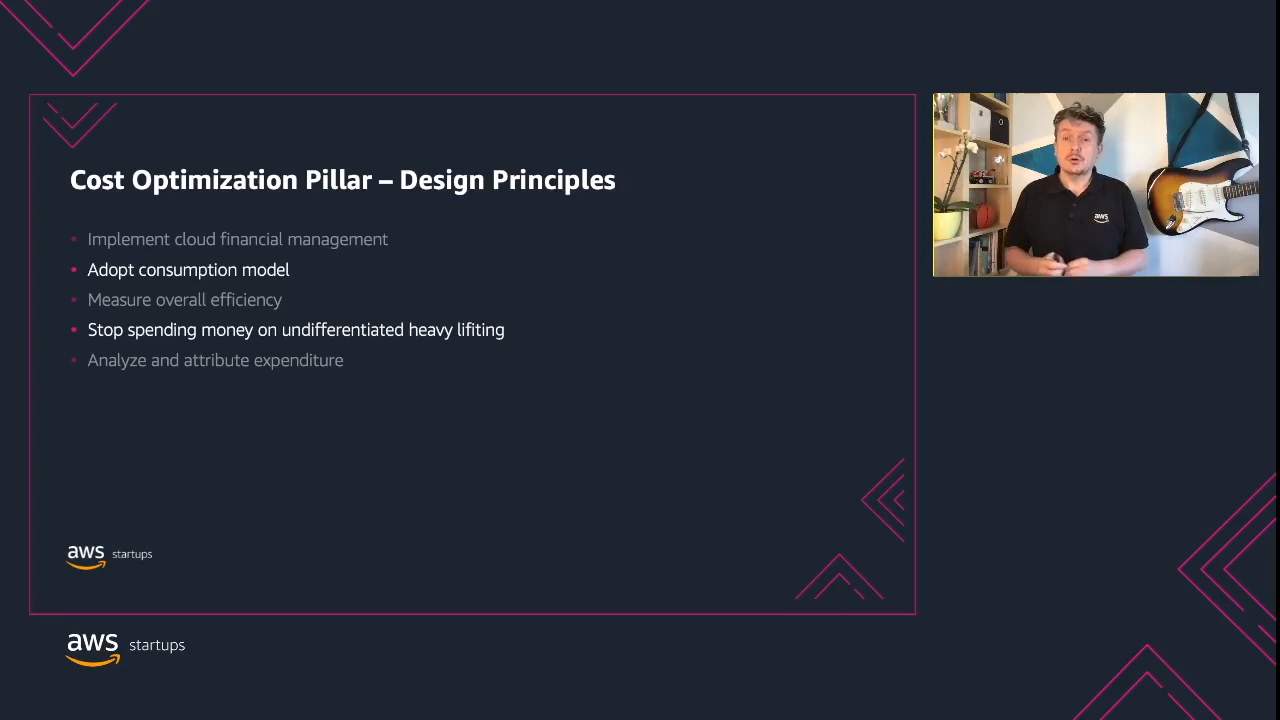 Cost Optimization Pillar – Design Principles
• Implement cloud financial management
• Adopt consumption model
• Measure overall efficiency
• Stop spending money on undifferentiated heavy lifiting
• Analyze and attribute expenditure
aws startups
aws startups
aws